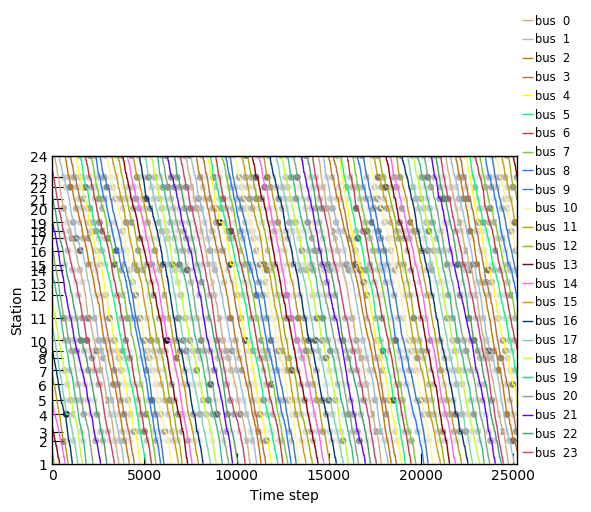 bus 0
bus 1
bus 2
bus 3
bus 4
bus 5
bus 6
bus 7
bus 8
bus 9
bus 10
bus 11
bus 12
bus 13
bus 14
bus 15
bus 16
bus 17
bus 18
bus 19
bus 20
bus 21
bus 22
bus 23
24
23
22
21
20
19
18
17
16
15
14
13
12
11
10
9
8
7
6
5
4
3
2
1
Station
0 5000 10000 15000 20000 25000
Time step